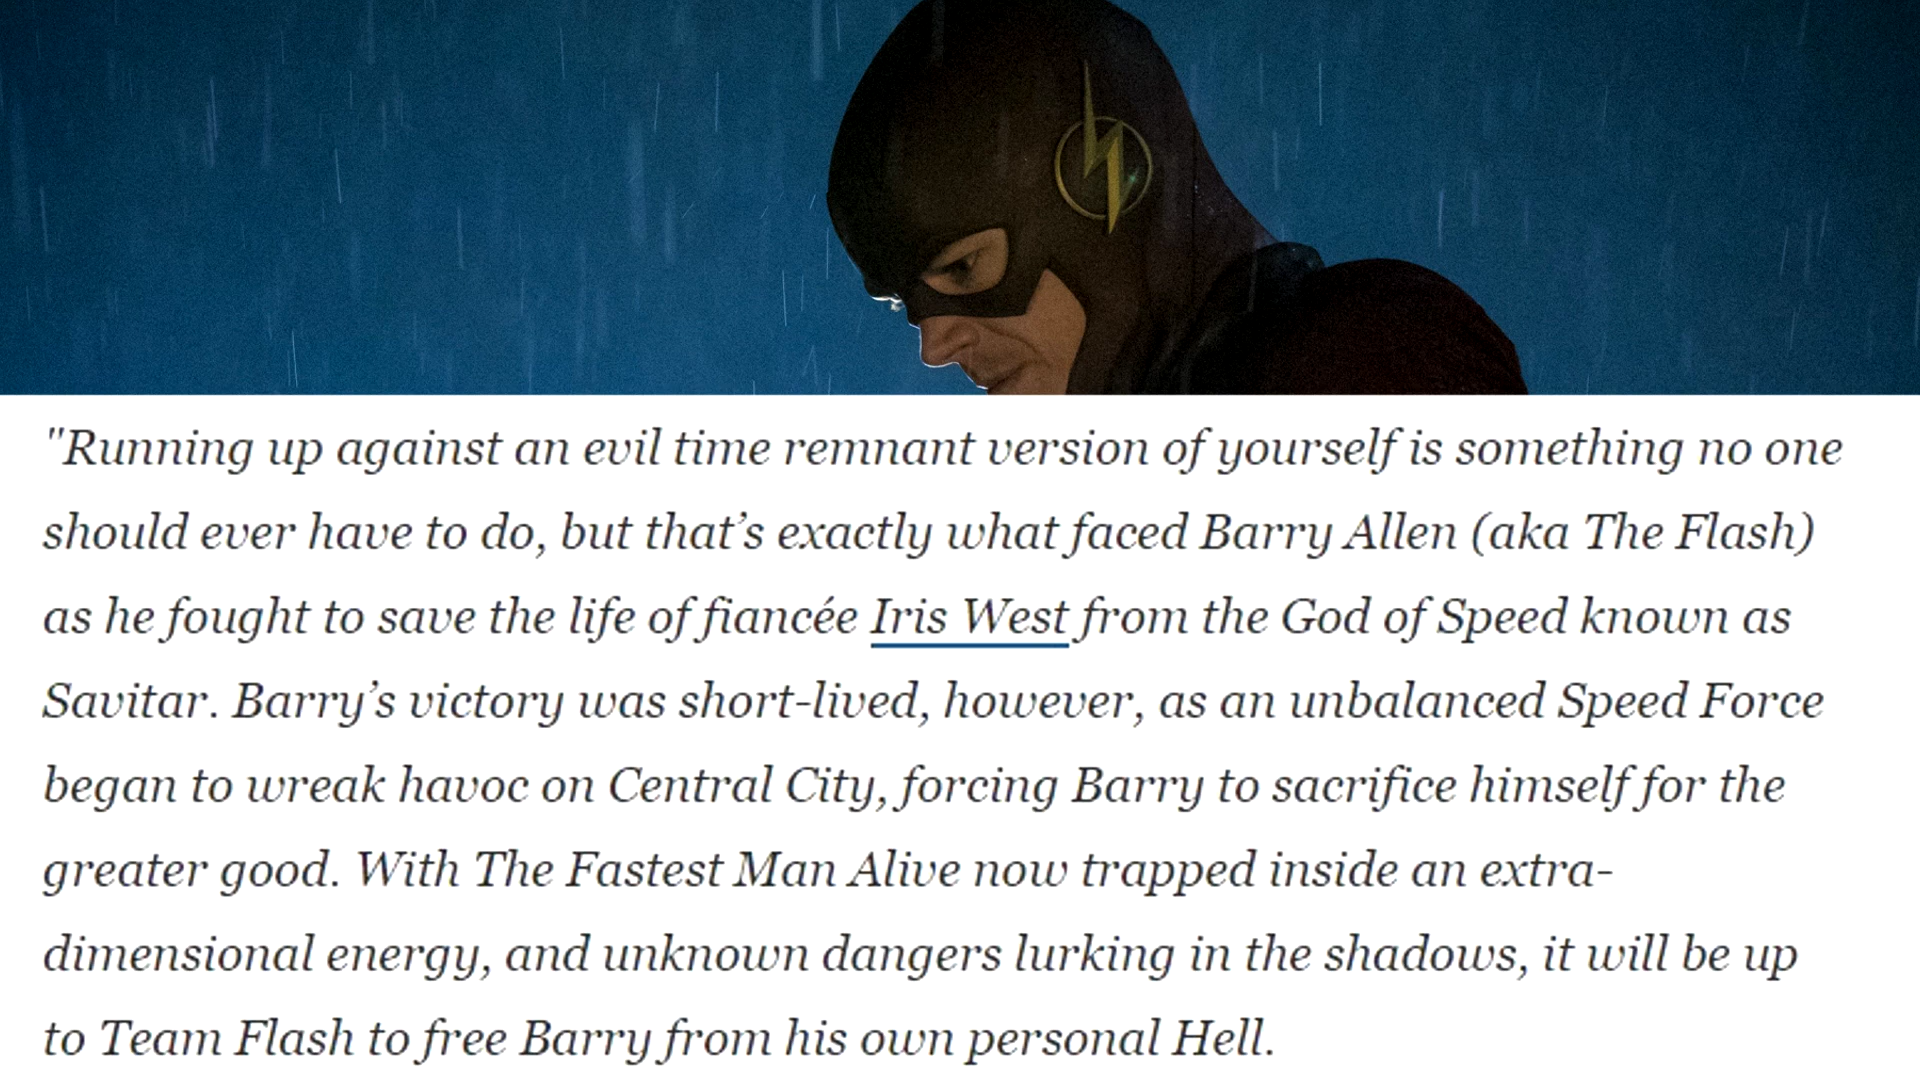 "Running up against an evil time remnant version of yourself is something no one
should ever have to do, but that’s exactly what faced Barry Allen (aka The Flash)
as he fought to save the life of fiancée Iris West from the God of Speed known as
Savitar. Barry’s victory was short-lived, however, as an unbalanced Speed Force
began to wreak havoc on Central City, forcing Barry to sacrifice himself for the
greater good. With The Fastest Man Alive now trapped inside an extra-
dimensional energy, and unknown dangers lurking in the shadows, it will be up
to Team Flash to free Barry from his own personal Hell.